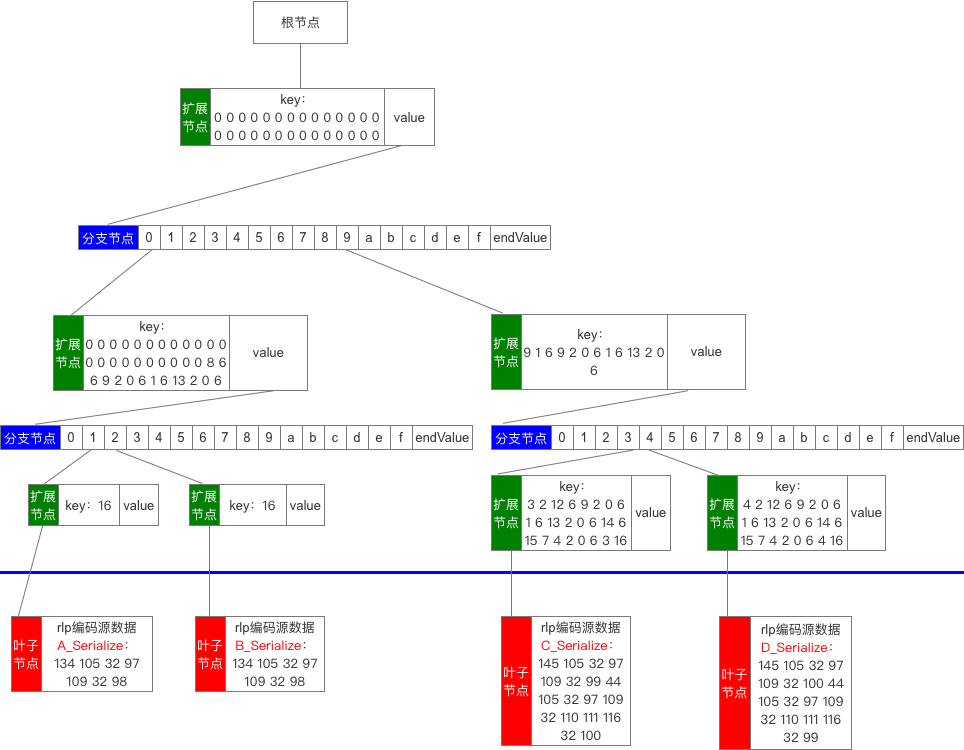 根节点
扩展
节点
key：
0 0 0 0 0 0 0 0 0 0 0 0 0 0
0 0 0 0 0 0 0 0 0 0 0 0 0 0
value
分支节点 0 1 2 3 4 5 6 7 8 9 a b c d e f endValue
扩展
节点
key：
0 0 0 0 0 0 0 0 0 0 0 0
0 0 0 0 0 0 0 0 0 0 8 6
6 9 2 0 6 1 6 13 2 0 6
value
扩展
节点
key：
9 1 6 9 2 0 6 1 6 13 2 0
6
value
分支节点 0 1 2 3 4 5 6 7 8 9 a b c d e f endValue
分支节点 0 1 2 3 4 5 6 7 8 9 a b c d e f endValue
扩展
节点
key：16
value
扩展
节点
key：16
value
扩展
节点
key：
3 2 12 6 9 2 0 6
1 6 13 2 0 6 14 6
15 7 4 2 0 6 3 16
value
扩展
节点
key：
4 2 12 6 9 2 0 6
1 6 13 2 0 6 14 6
15 7 4 2 0 6 4 16
value
叶子
节点
rlp编码源数据
A_Serialize：
134 105 32 97
109 32 98
叶子
节点
rlp编码源数据
B_Serialize：
134 105 32 97
109 32 98
叶子
节点
rlp编码源数据
C_Serialize：
145 105 32 97
109 32 99 44
105 32 97 109
32 110 111 116
32 100
叶子
节点
rlp编码源数据
D_Serialize：
145 105 32 97
109 32 100 44
105 32 97 109
32 110 111 116
32 99